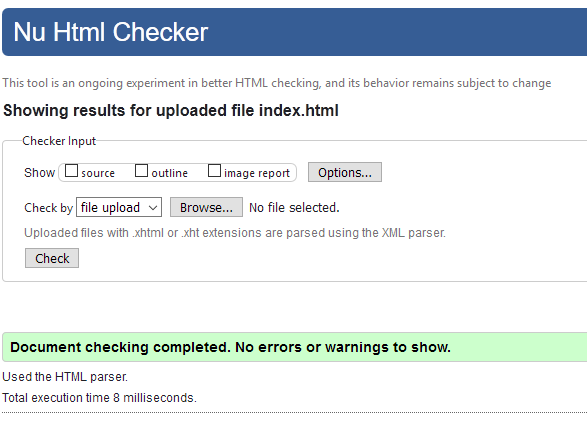 Nu Html Checker
This tool is an ongoing experiment in better HTML checking, and its behavior remains subject to change
Showing results for uploaded file index.html
Checker Input
Show source outline image report Options...
Check by file upload Browse... No file selected.
Uploaded files with .xhtml or .xht extensions are parsed using the XML parser.
Check
Document checking completed. No errors or warnings to show.
Used the HTML parser.
Total execution time 8 milliseconds.